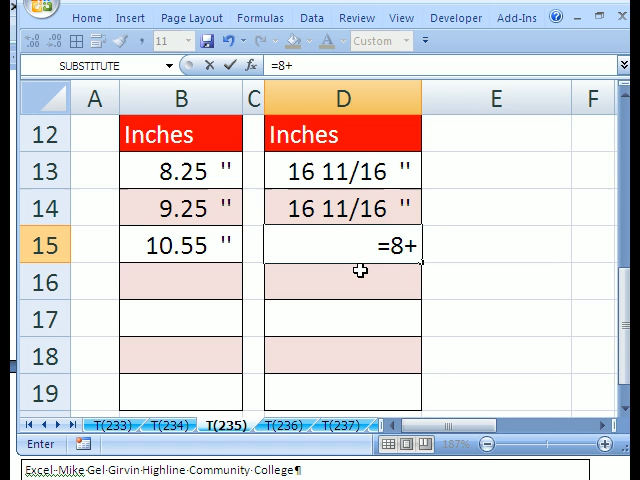 Home Insert Page Layout Formulas Data Review View Developer Add-Ins
11 Custom
SUBSTITUTE =8+
A B C D E F
12 Inches Inches
13 8.25 " 16 11/16 "
14 9.25 " 16 11/16 "
15 10.55 " =8+
16
17
18
19
T(233) T(234) T(235) T(236) T(237)
Enter 187%
Excel·Mike·Gel·Girvin·Highline·Community·College¶